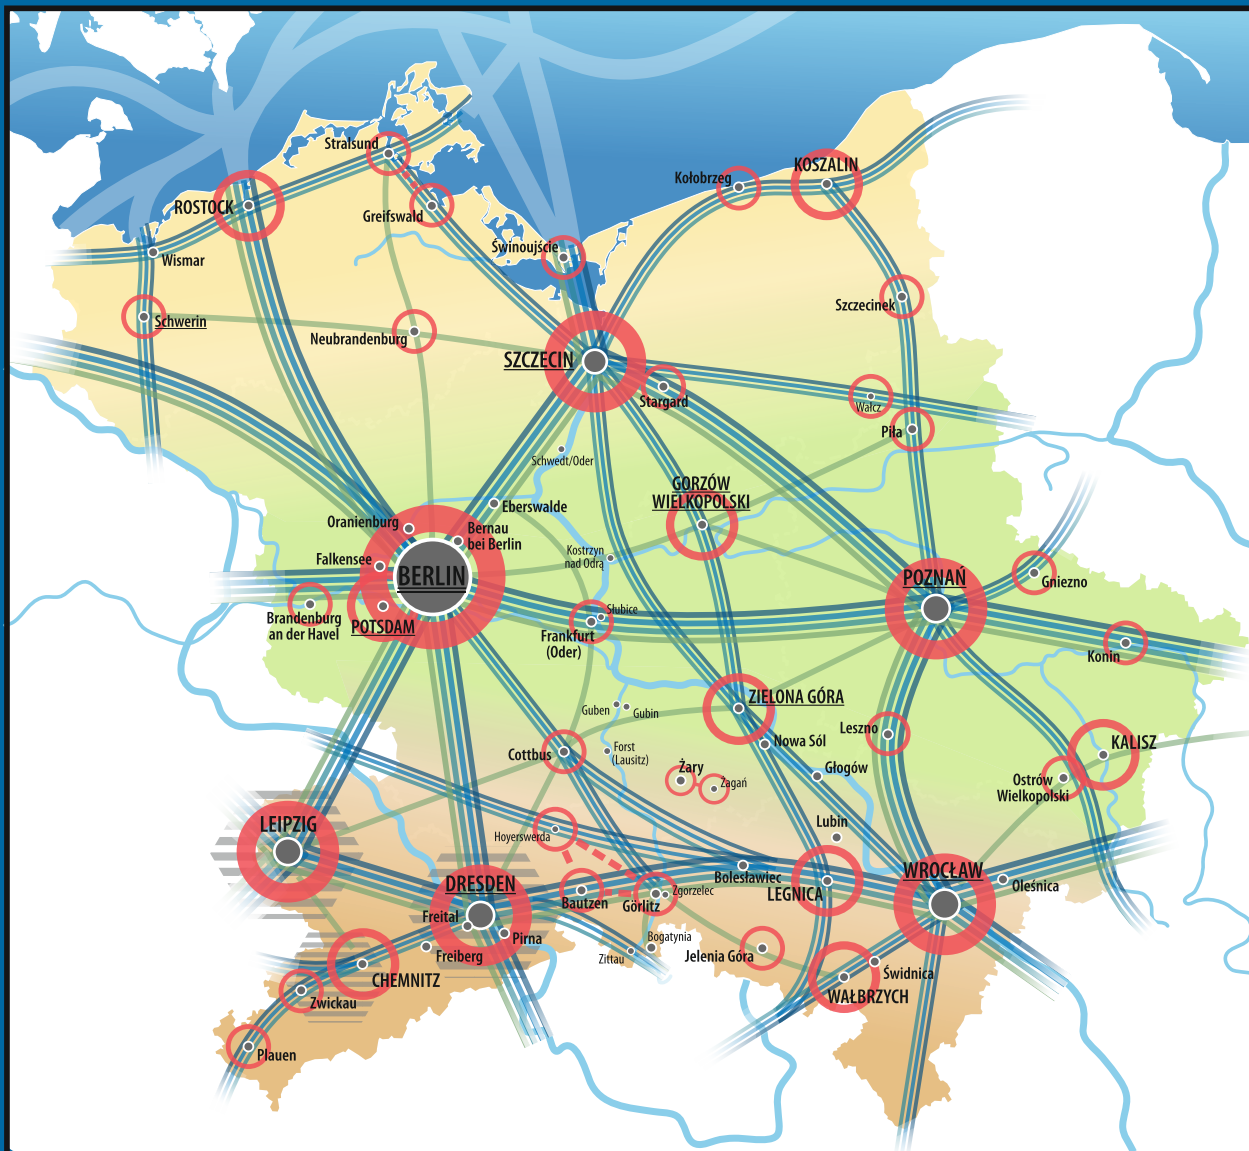 Stralsund
KOSZALIN
Kołobrzeg
ROSTOCK
Greifswald
Świnoujście
Wismar
Szczecinek
Schwerin
Neubrandenburg
SZCZECIN
Stargard
Wałcz
Piła
Schwedt/Oder
GORZÓW
WIELKOPOLSKI
Eberswalde
Oranienburg
Bernau
bei Berlin
Kostrzyn
nad Odrą
Falkensee
BERLIN
POZNAŃ
Gniezno
Słubice
Brandenburg
an der Havel
POTSDAM
Frankfurt
(Oder)
Konin
ZIELONA GÓRA
Guben
Gubin
Leszno
Nowa Sól
KALISZ
Cottbus
Forst
(Lausitz)
Żary
Żagań
Głogów
Ostrów
Wielkopolski
Lubin
LEIPZIG
Hoyerswerda
WROCŁAW
Bolesławiec
DRESDEN
LEGNICA
Oleśnica
Bautzen
Görlitz
Zgorzelec
Freital
Pirna
Bogatynia
Freiberg
Zittau
Jelenia Góra
Świdnica
CHEMNITZ
WAŁBRZYCH
Zwickau
Plauen